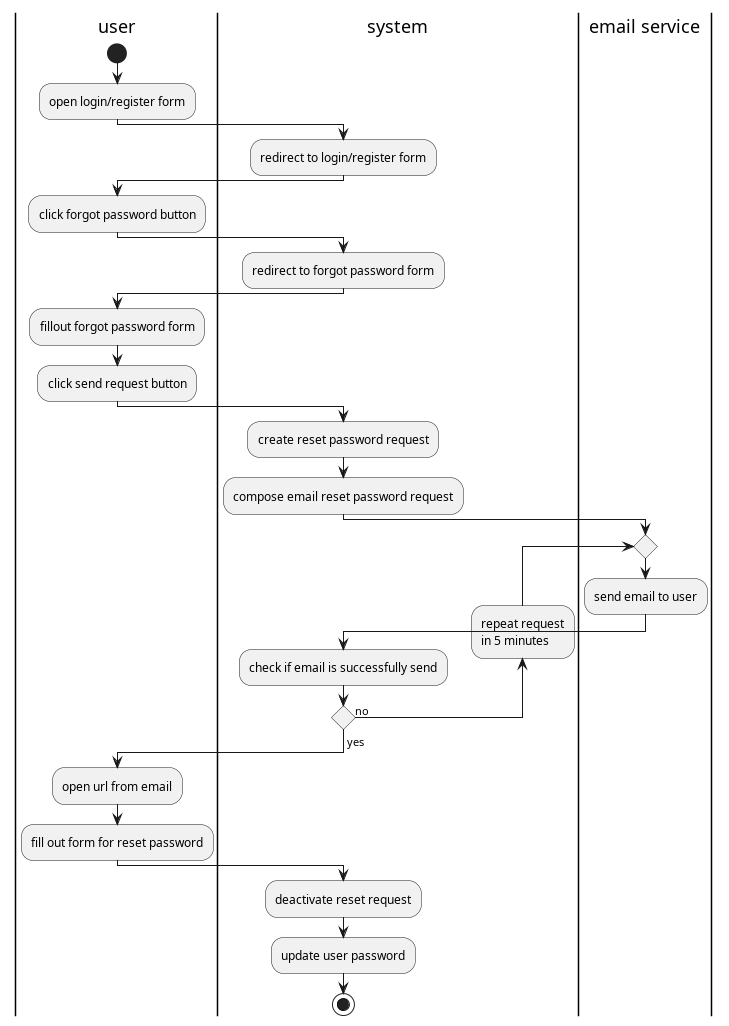 user
system
email service
open login/register form
redirect to login/register form
click forgot password button
redirect to forgot password form
fillout forgot password form
click send request button
create reset password request
compose email reset password request
send email to user
repeat request
in 5 minutes
check if email is successfully send
no
yes
open url from email
fill out form for reset password
deactivate reset request
update user password